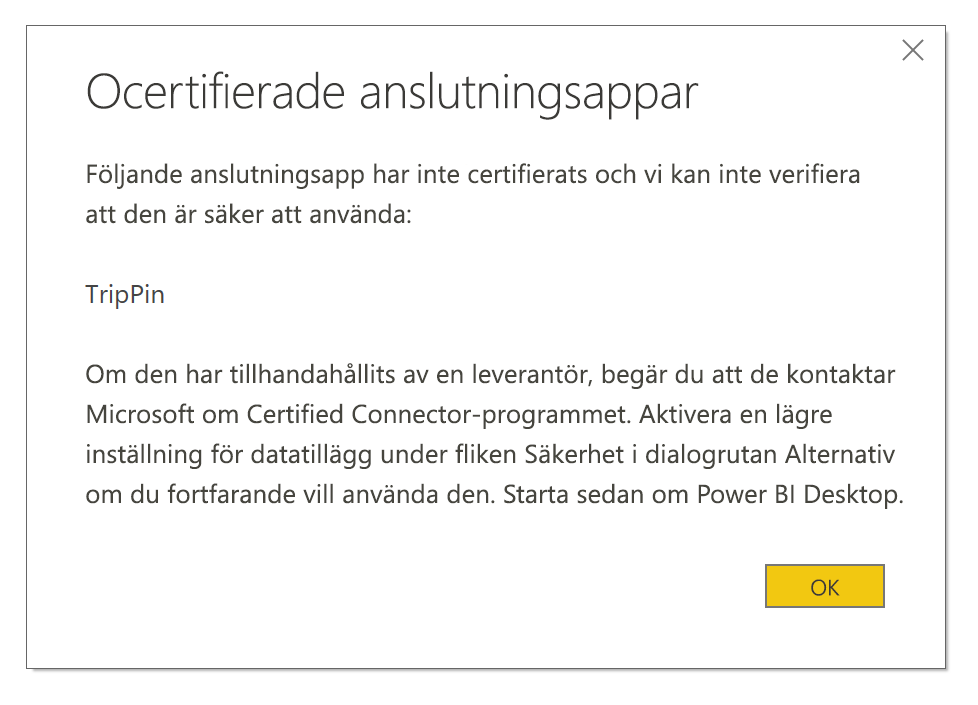 Ocertifierade anslutningsappar
Följande anslutningsapp har inte certifierats och vi kan inte verifiera
att den är säker att använda:
TripPin
Om den har tillhandahållits av en leverantör, begär du att de kontaktar
Microsoft om Certified Connector-programmet. Aktivera en lägre
inställning för datatillägg under fliken Säkerhet i dialogrutan Alternativ
om du fortfarande vill använda den. Starta sedan om Power BI Desktop.
OK